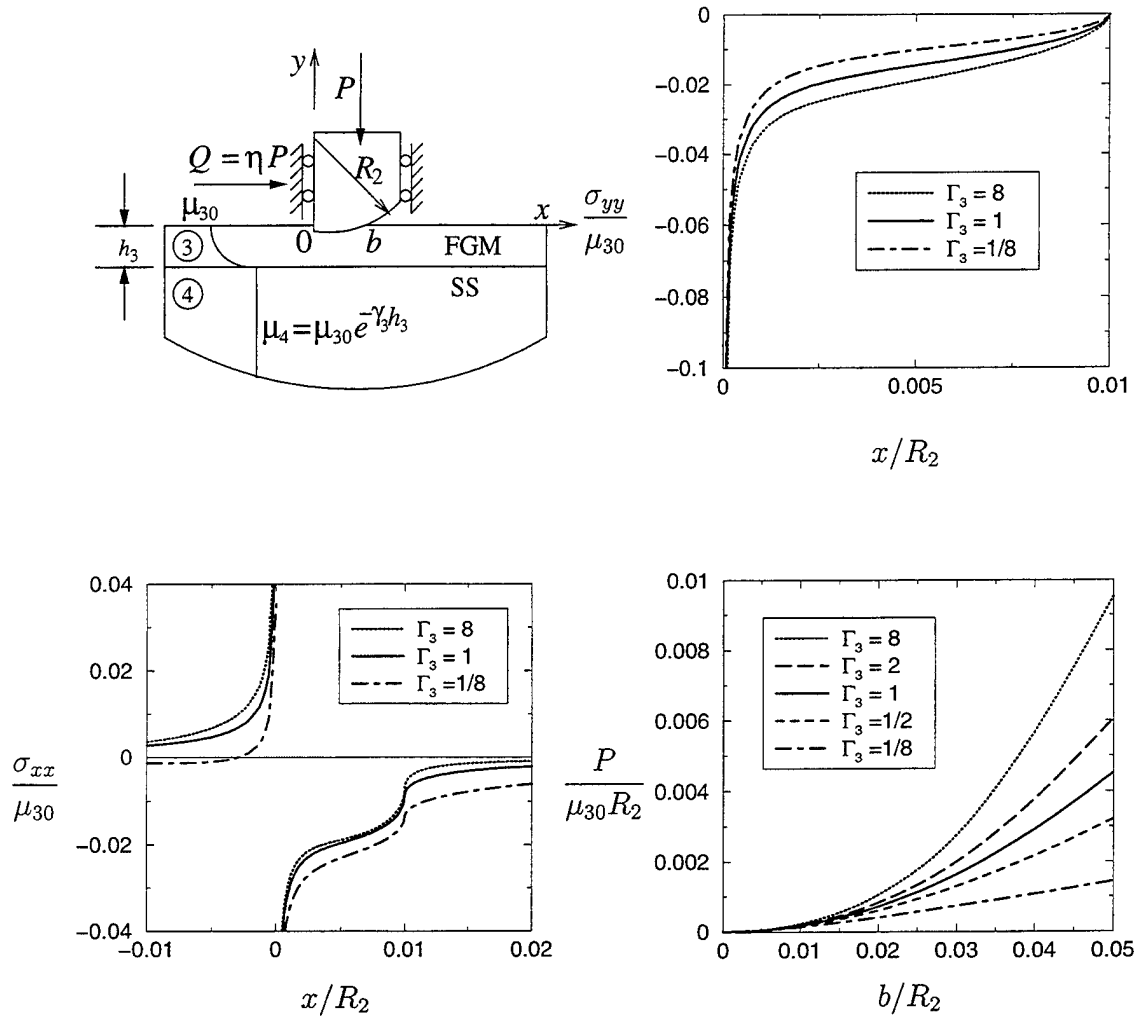 y
P
Q = η P
R₂
μ₃₀
0
b
x
h₃
③
FGM
④
SS
μ₄ = μ₃₀ e^{-γ₃h₃}
σ_yy / μ₃₀
0
−0.02
−0.04
−0.06
−0.08
−0.1
Γ₃ = 8
Γ₃ = 1
Γ₃ = 1/8
0
0.005
0.01
x/R₂
σ_xx / μ₃₀
0.04
0.02
0
−0.02
−0.04
Γ₃ = 8
Γ₃ = 1
Γ₃ = 1/8
−0.01
0
0.01
0.02
x/R₂
P / μ₃₀R₂
0.01
0.008
0.006
0.004
0.002
0
Γ₃ = 8
Γ₃ = 2
Γ₃ = 1
Γ₃ = 1/2
Γ₃ = 1/8
0
0.01
0.02
0.03
0.04
0.05
b/R₂